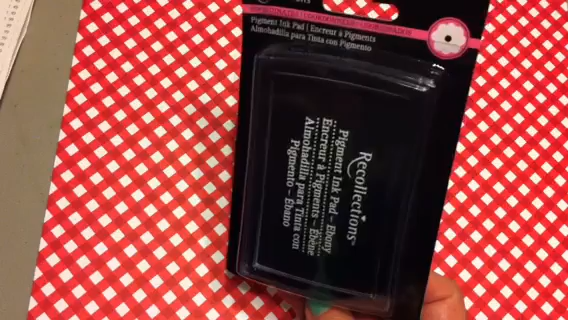 Pigment Ink Pad | Encreur à Pigments
Almohadilla para Tinta con Pigmento
Recollections
Pigment Ink Pad – Ebony
Encreur à Pigments – Ébène
Almohadilla para Tinta con
Pigmento – Ébano